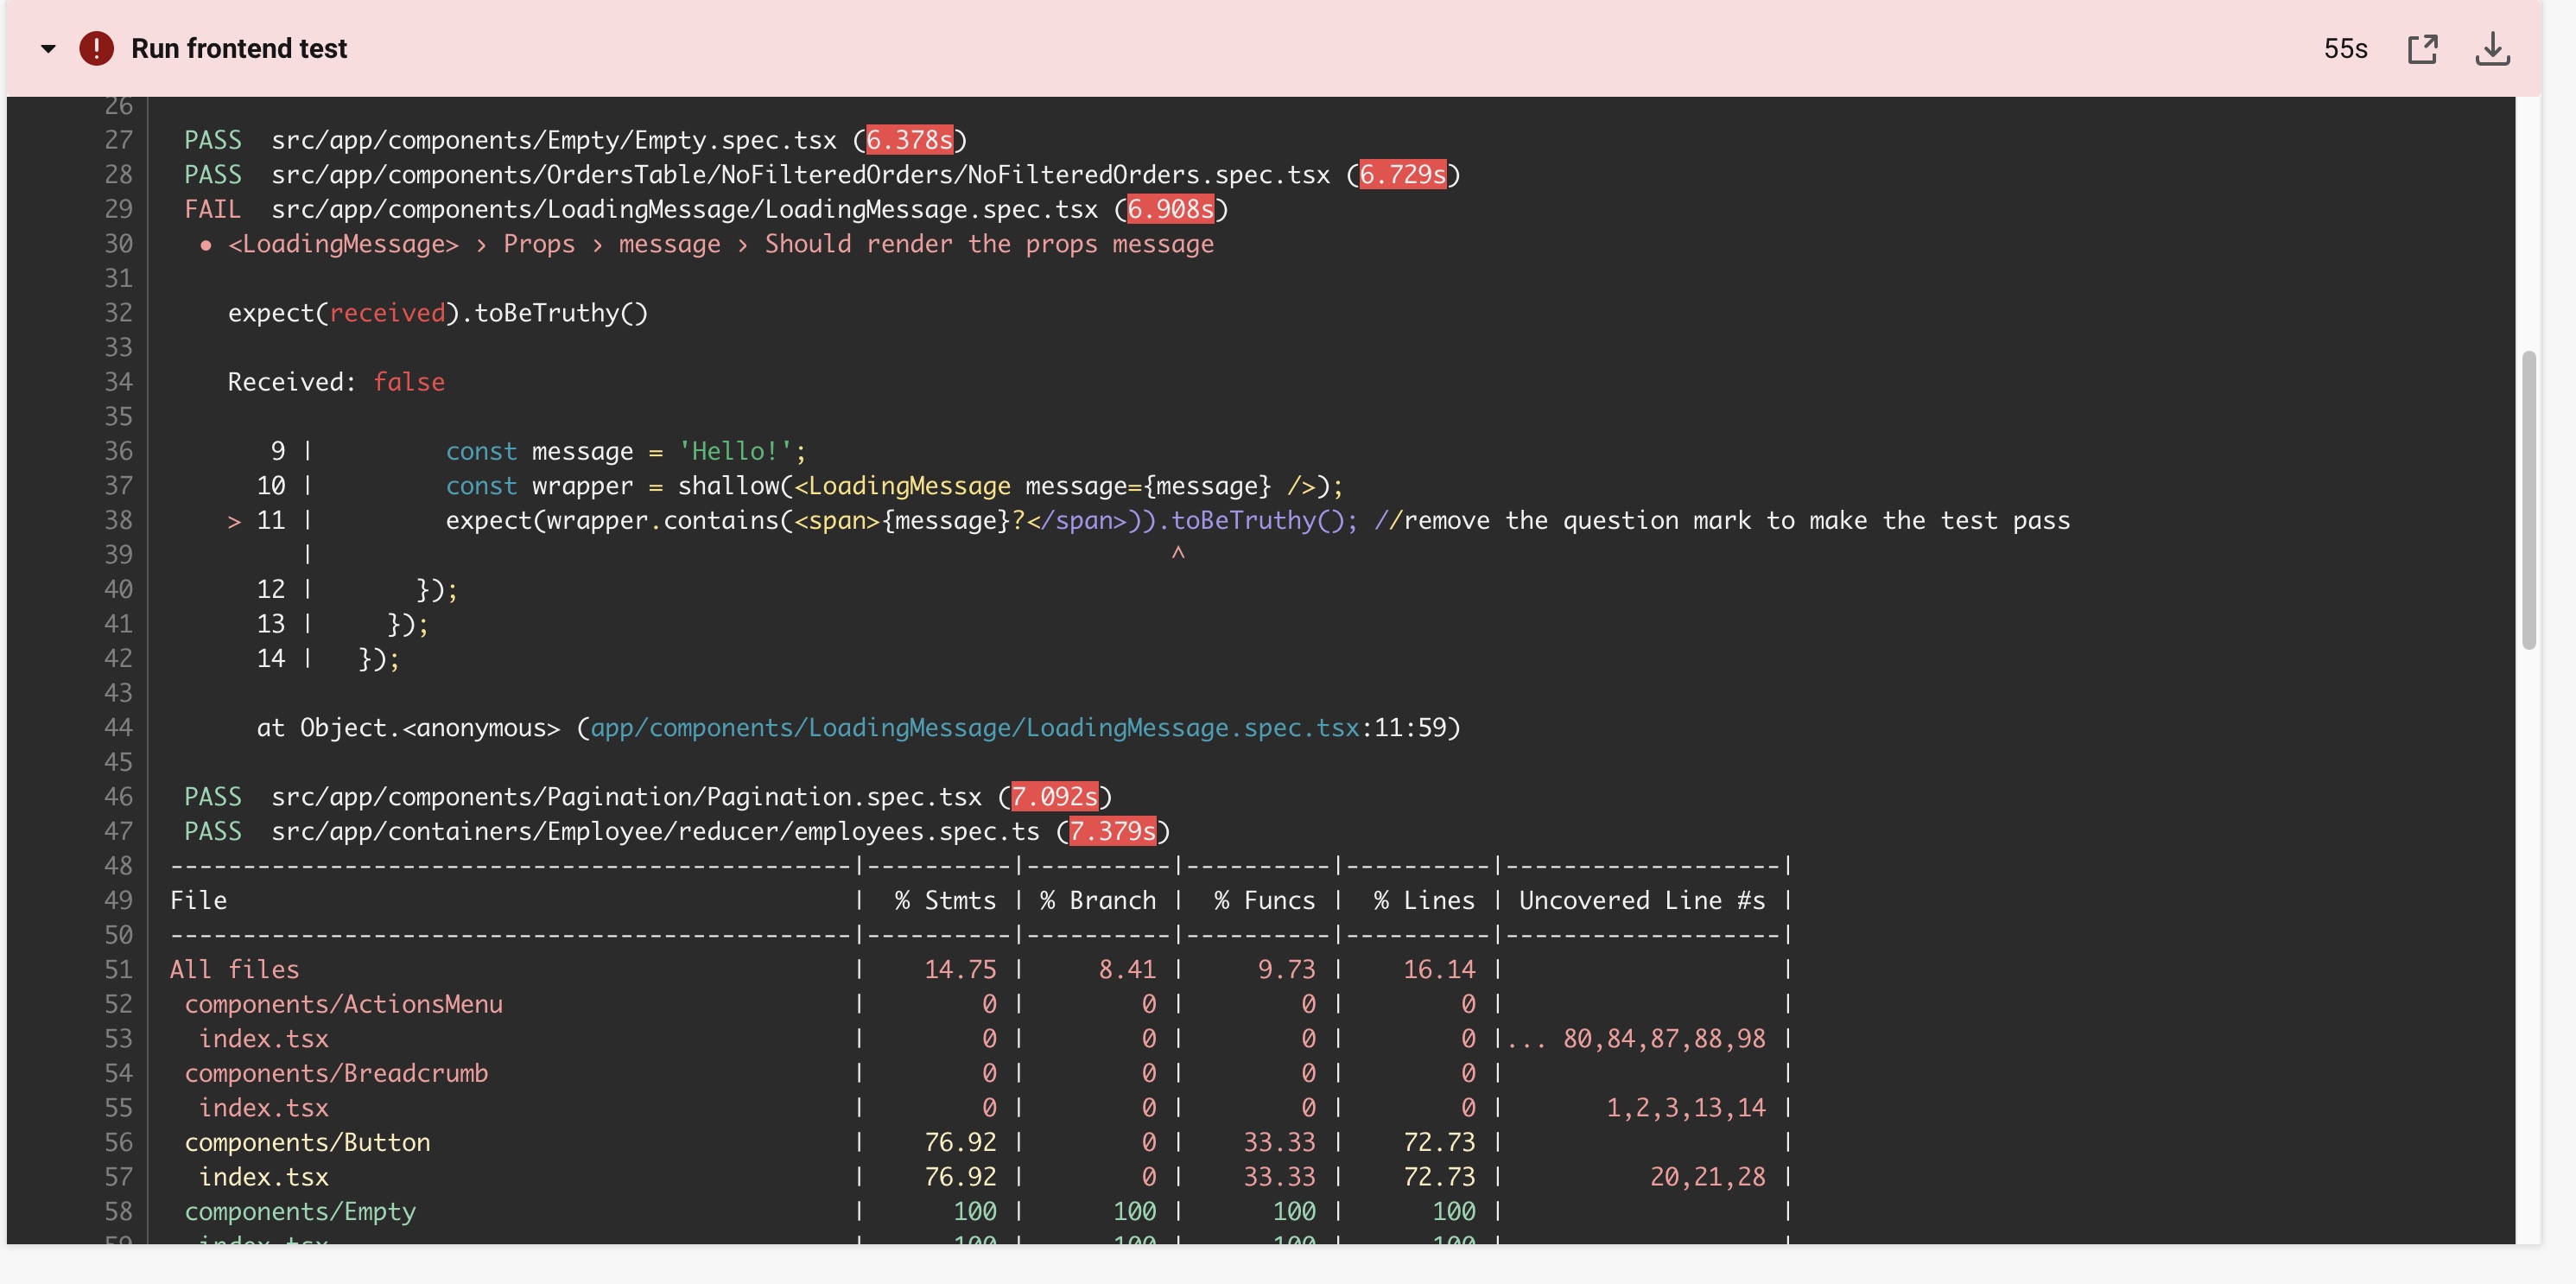 Run frontend test 55s
26
27 PASS src/app/components/Empty/Empty.spec.tsx (6.378s)
28 PASS src/app/components/OrdersTable/NoFilteredOrders/NoFilteredOrders.spec.tsx (6.729s)
29 FAIL src/app/components/LoadingMessage/LoadingMessage.spec.tsx (6.908s)
30 ● <LoadingMessage> › Props › message › Should render the props message
31
32 expect(received).toBeTruthy()
33
34 Received: false
35
36 9 | const message = 'Hello!';
37 10 | const wrapper = shallow(<LoadingMessage message={message} />);
38 > 11 | expect(wrapper.contains(<span>{message}?</span>)).toBeTruthy(); //remove the question mark to make the test pass
39 | ^
40 12 | });
41 13 | });
42 14 | });
43
44 at Object.<anonymous> (app/components/LoadingMessage/LoadingMessage.spec.tsx:11:59)
45
46 PASS src/app/components/Pagination/Pagination.spec.tsx (7.092s)
47 PASS src/app/containers/Employee/reducer/employees.spec.ts (7.379s)
48 -----------------------------------------------|----------|----------|----------|----------|-------------------|
49 File | % Stmts | % Branch | % Funcs | % Lines | Uncovered Line #s |
50 -----------------------------------------------|----------|----------|----------|----------|-------------------|
51 All files | 14.75 | 8.41 | 9.73 | 16.14 | |
52 components/ActionsMenu | 0 | 0 | 0 | 0 | |
53 index.tsx | 0 | 0 | 0 | 0 |... 80,84,87,88,98 |
54 components/Breadcrumb | 0 | 0 | 0 | 0 | |
55 index.tsx | 0 | 0 | 0 | 0 | 1,2,3,13,14 |
56 components/Button | 76.92 | 0 | 33.33 | 72.73 | |
57 index.tsx | 76.92 | 0 | 33.33 | 72.73 | 20,21,28 |
58 components/Empty | 100 | 100 | 100 | 100 | |
59 index.tsx | 100 | 100 | 100 | 100 | |